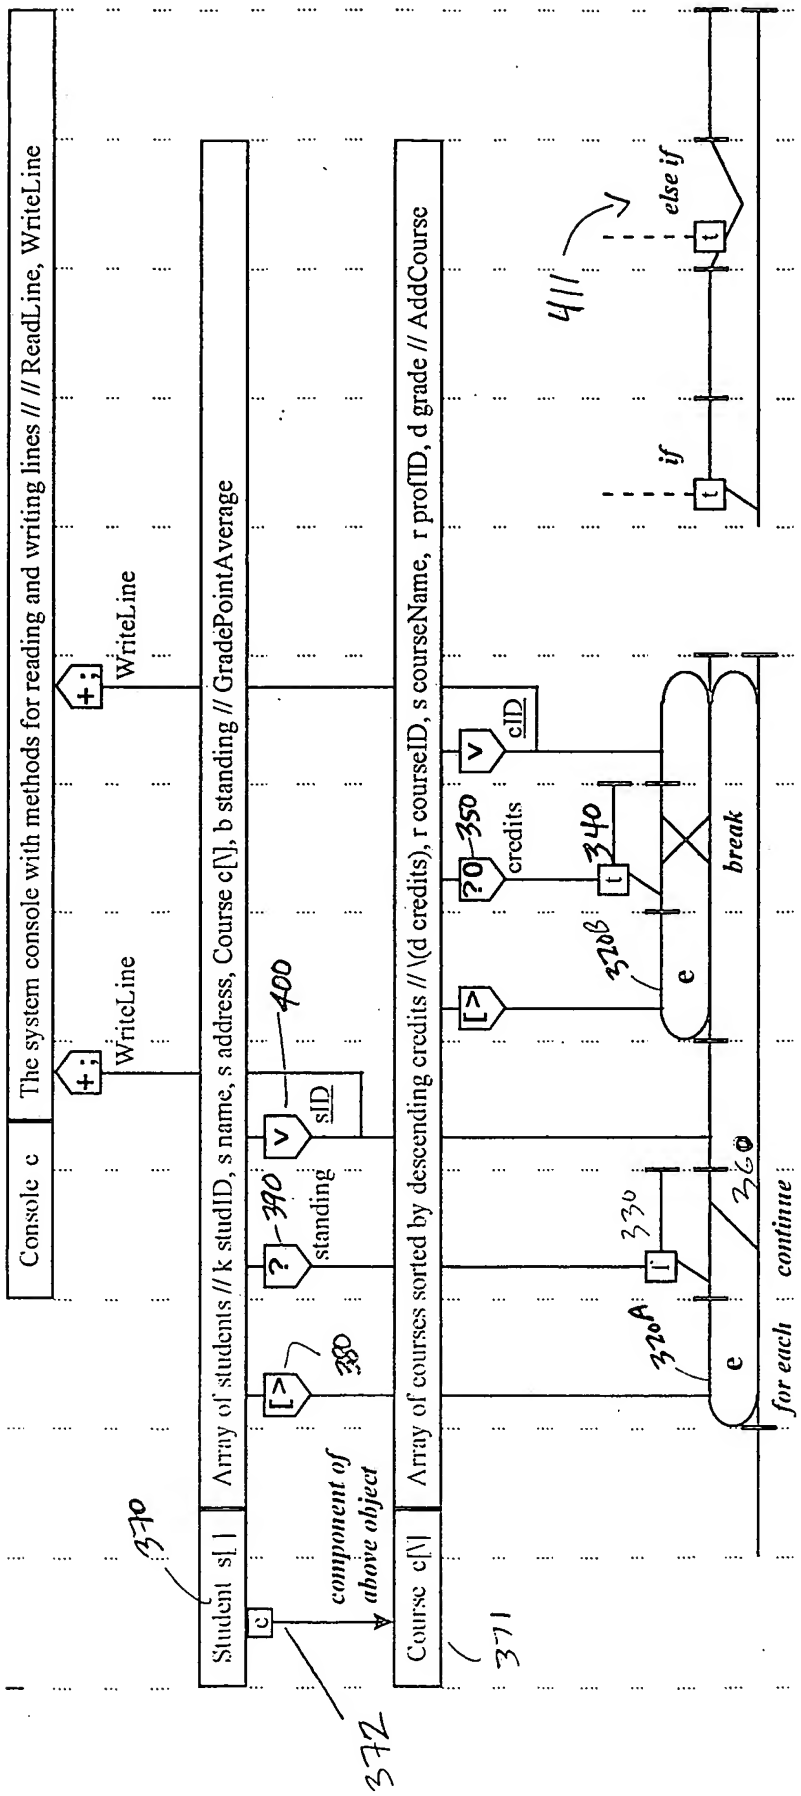 Console c The system console with methods for reading and writing lines // // ReadLine, WriteLine
+; WriteLine
+; WriteLine
370
Student s[ ] Array of students // k studID, s name, s address, Course c[\], b standing // GradePointAverage
c
[>
380
? 390
standing
v
sID
400
372
component of
above object
Course c[\] Array of courses sorted by descending credits // \(d credits), r courseID, s courseName, r profID, d grade // AddCourse
371
[>
?0 350
credits
v
cID
411
320A
330
320B
t 340
if
t
else if
t
e
360
e
break
for each
continue